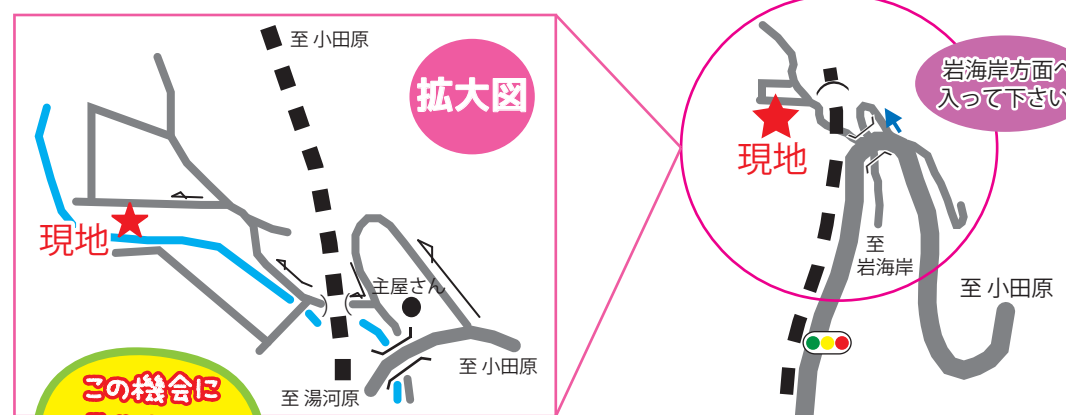 至 小田原
拡大図
現地
主屋さん
至 小田原
至 湯河原
この機会に
岩海岸方面へ
入って下さい
現地
至
岩海岸
至 小田原